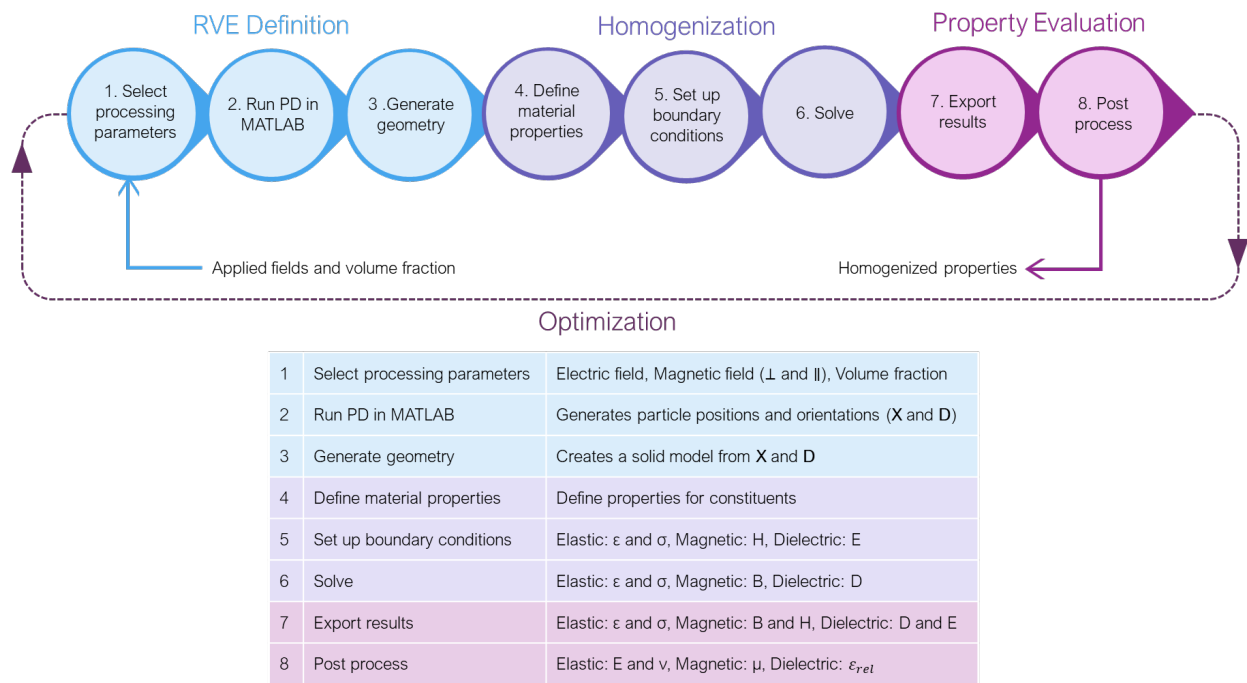 RVE Definition
Homogenization
Property Evaluation
1. Select
processing
parameters
2. Run PD in
MATLAB
3 .Generate
geometry
4. Define
material
properties
5. Set up
boundary
conditions
6. Solve
7. Export
results
8. Post
process
Applied fields and volume fraction
Homogenized properties
Optimization
1 Select processing parameters Electric field, Magnetic field (⊥ and ∥), Volume fraction
2 Run PD in MATLAB Generates particle positions and orientations (X and D)
3 Generate geometry Creates a solid model from X and D
4 Define material properties Define properties for constituents
5 Set up boundary conditions Elastic: ε and σ, Magnetic: H, Dielectric: E
6 Solve Elastic: ε and σ, Magnetic: B, Dielectric: D
7 Export results Elastic: ε and σ, Magnetic: B and H, Dielectric: D and E
8 Post process Elastic: E and ν, Magnetic: μ, Dielectric: ε_rel